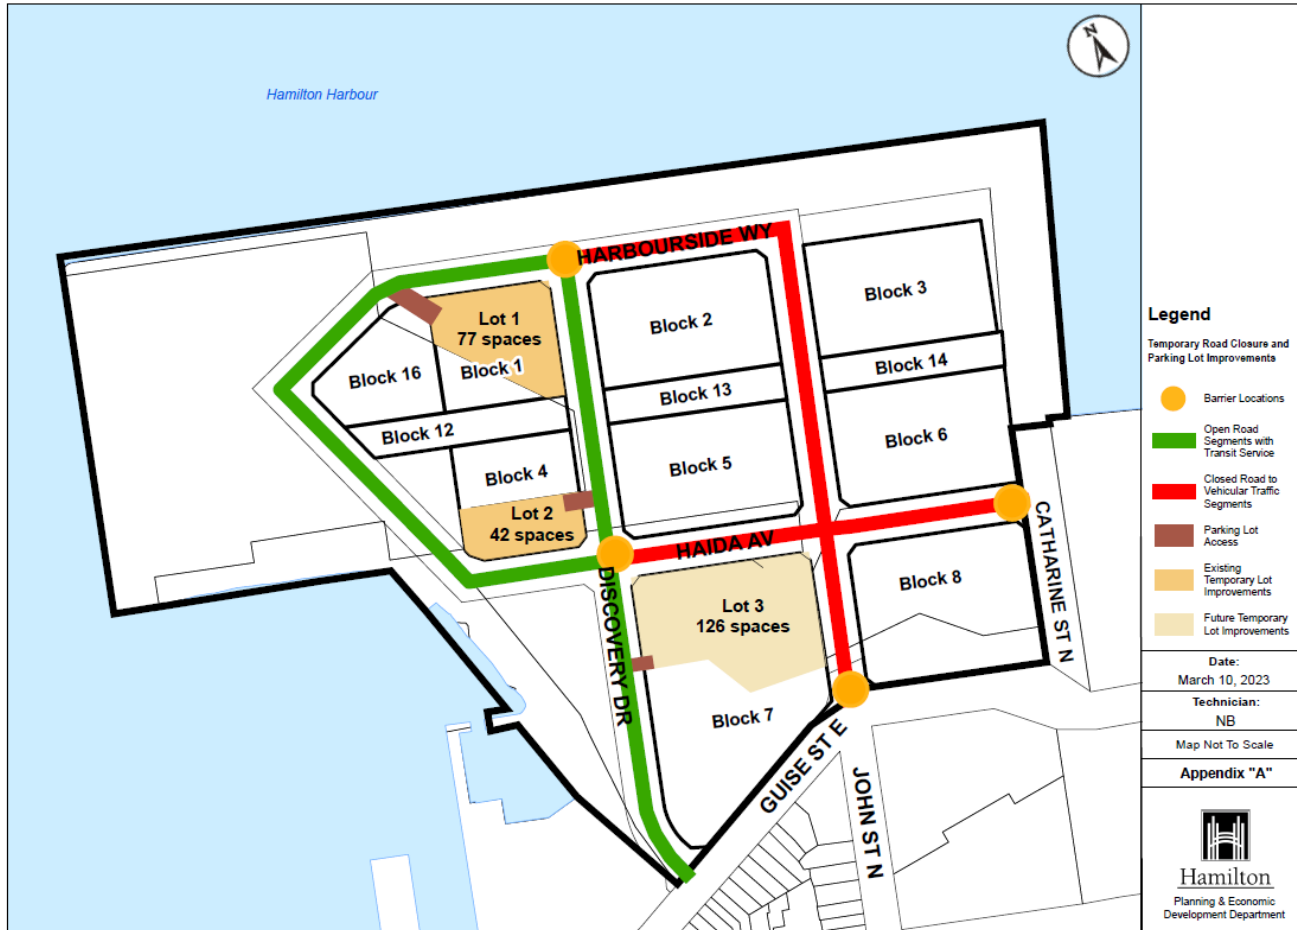 N
Hamilton Harbour
HARBOURSIDE WY
Block 3
Lot 1
77 spaces
Block 2
Block 1
Block 16
Block 14
Block 13
Block 12
Block 6
Block 5
Block 4
Lot 2
42 spaces
HAIDA AV
CATHARINE ST N
DISCOVERY DR
Block 8
Lot 3
126 spaces
Block 7
GUISE ST E
JOHN ST N
Legend
Temporary Road Closure and
Parking Lot Improvements
Barrier Locations
Open Road
Segments with
Transit Service
Closed Road to
Vehicular Traffic
Segments
Parking Lot
Access
Existing
Temporary Lot
Improvements
Future Temporary
Lot Improvements
Date:
March 10, 2023
Technician:
NB
Map Not To Scale
Appendix "A"
Hamilton
Planning & Economic
Development Department